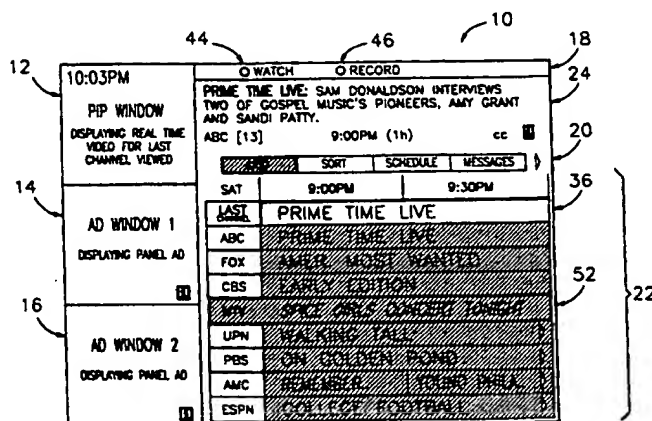 44 46 10
12 18
10:03PM WATCH RECORD
24
PIP WINDOW
DISPLAYING REAL TIME
VIDEO FOR LAST
CHANNEL VIEWED
PRIME TIME LIVE: SAM DONALDSON INTERVIEWS
TWO OF GOSPEL MUSIC'S PIONEERS, AMY GRANT
AND SANDI PATTY.
ABC [13] 9:00PM (1h) cc
20
SORT SCHEDULE MESSAGES
14
SAT 9:00PM 9:30PM
36
AD WINDOW 1
DISPLAYING PANEL AD
LAST CHANNEL PRIME TIME LIVE
ABC PRIME TIME LIVE
FOX AMER. MOST WANTED
CBS EARLY EDITION
52
22
MTV SPICE GIRLS CONCERT TONIGHT
16
AD WINDOW 2
DISPLAYING PANEL AD
UPN WALKING TALL
PBS ON GOLDEN POND
AMC REMEMBER. YOUNG PHILA.
ESPN COLLEGE FOOTBALL